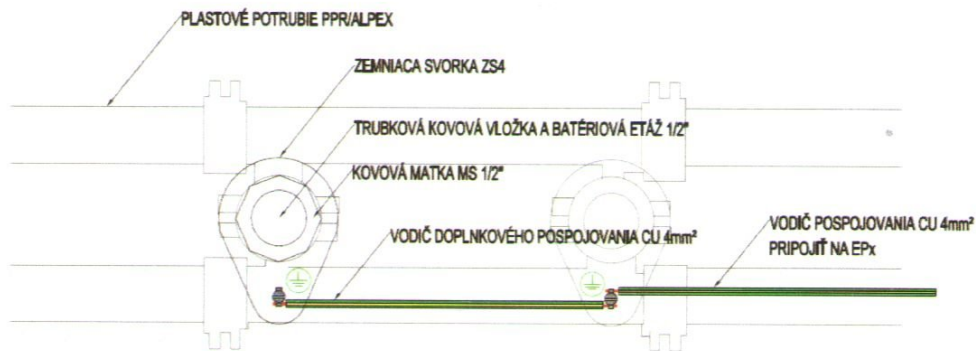 PLASTOVÉ POTRUBIE PPR/ALPEX
ZEMNIACA SVORKA ZS4
TRUBKOVÁ KOVOVÁ VLOŽKA A BATÉRIOVÁ ETÁŽ 1/2"
KOVOVÁ MATKA MS 1/2"
VODIČ DOPLNKOVÉHO POSPOJOVANIA CU 4mm²
VODIČ POSPOJOVANIA CU 4mm²
PRIPOJIŤ NA EPx